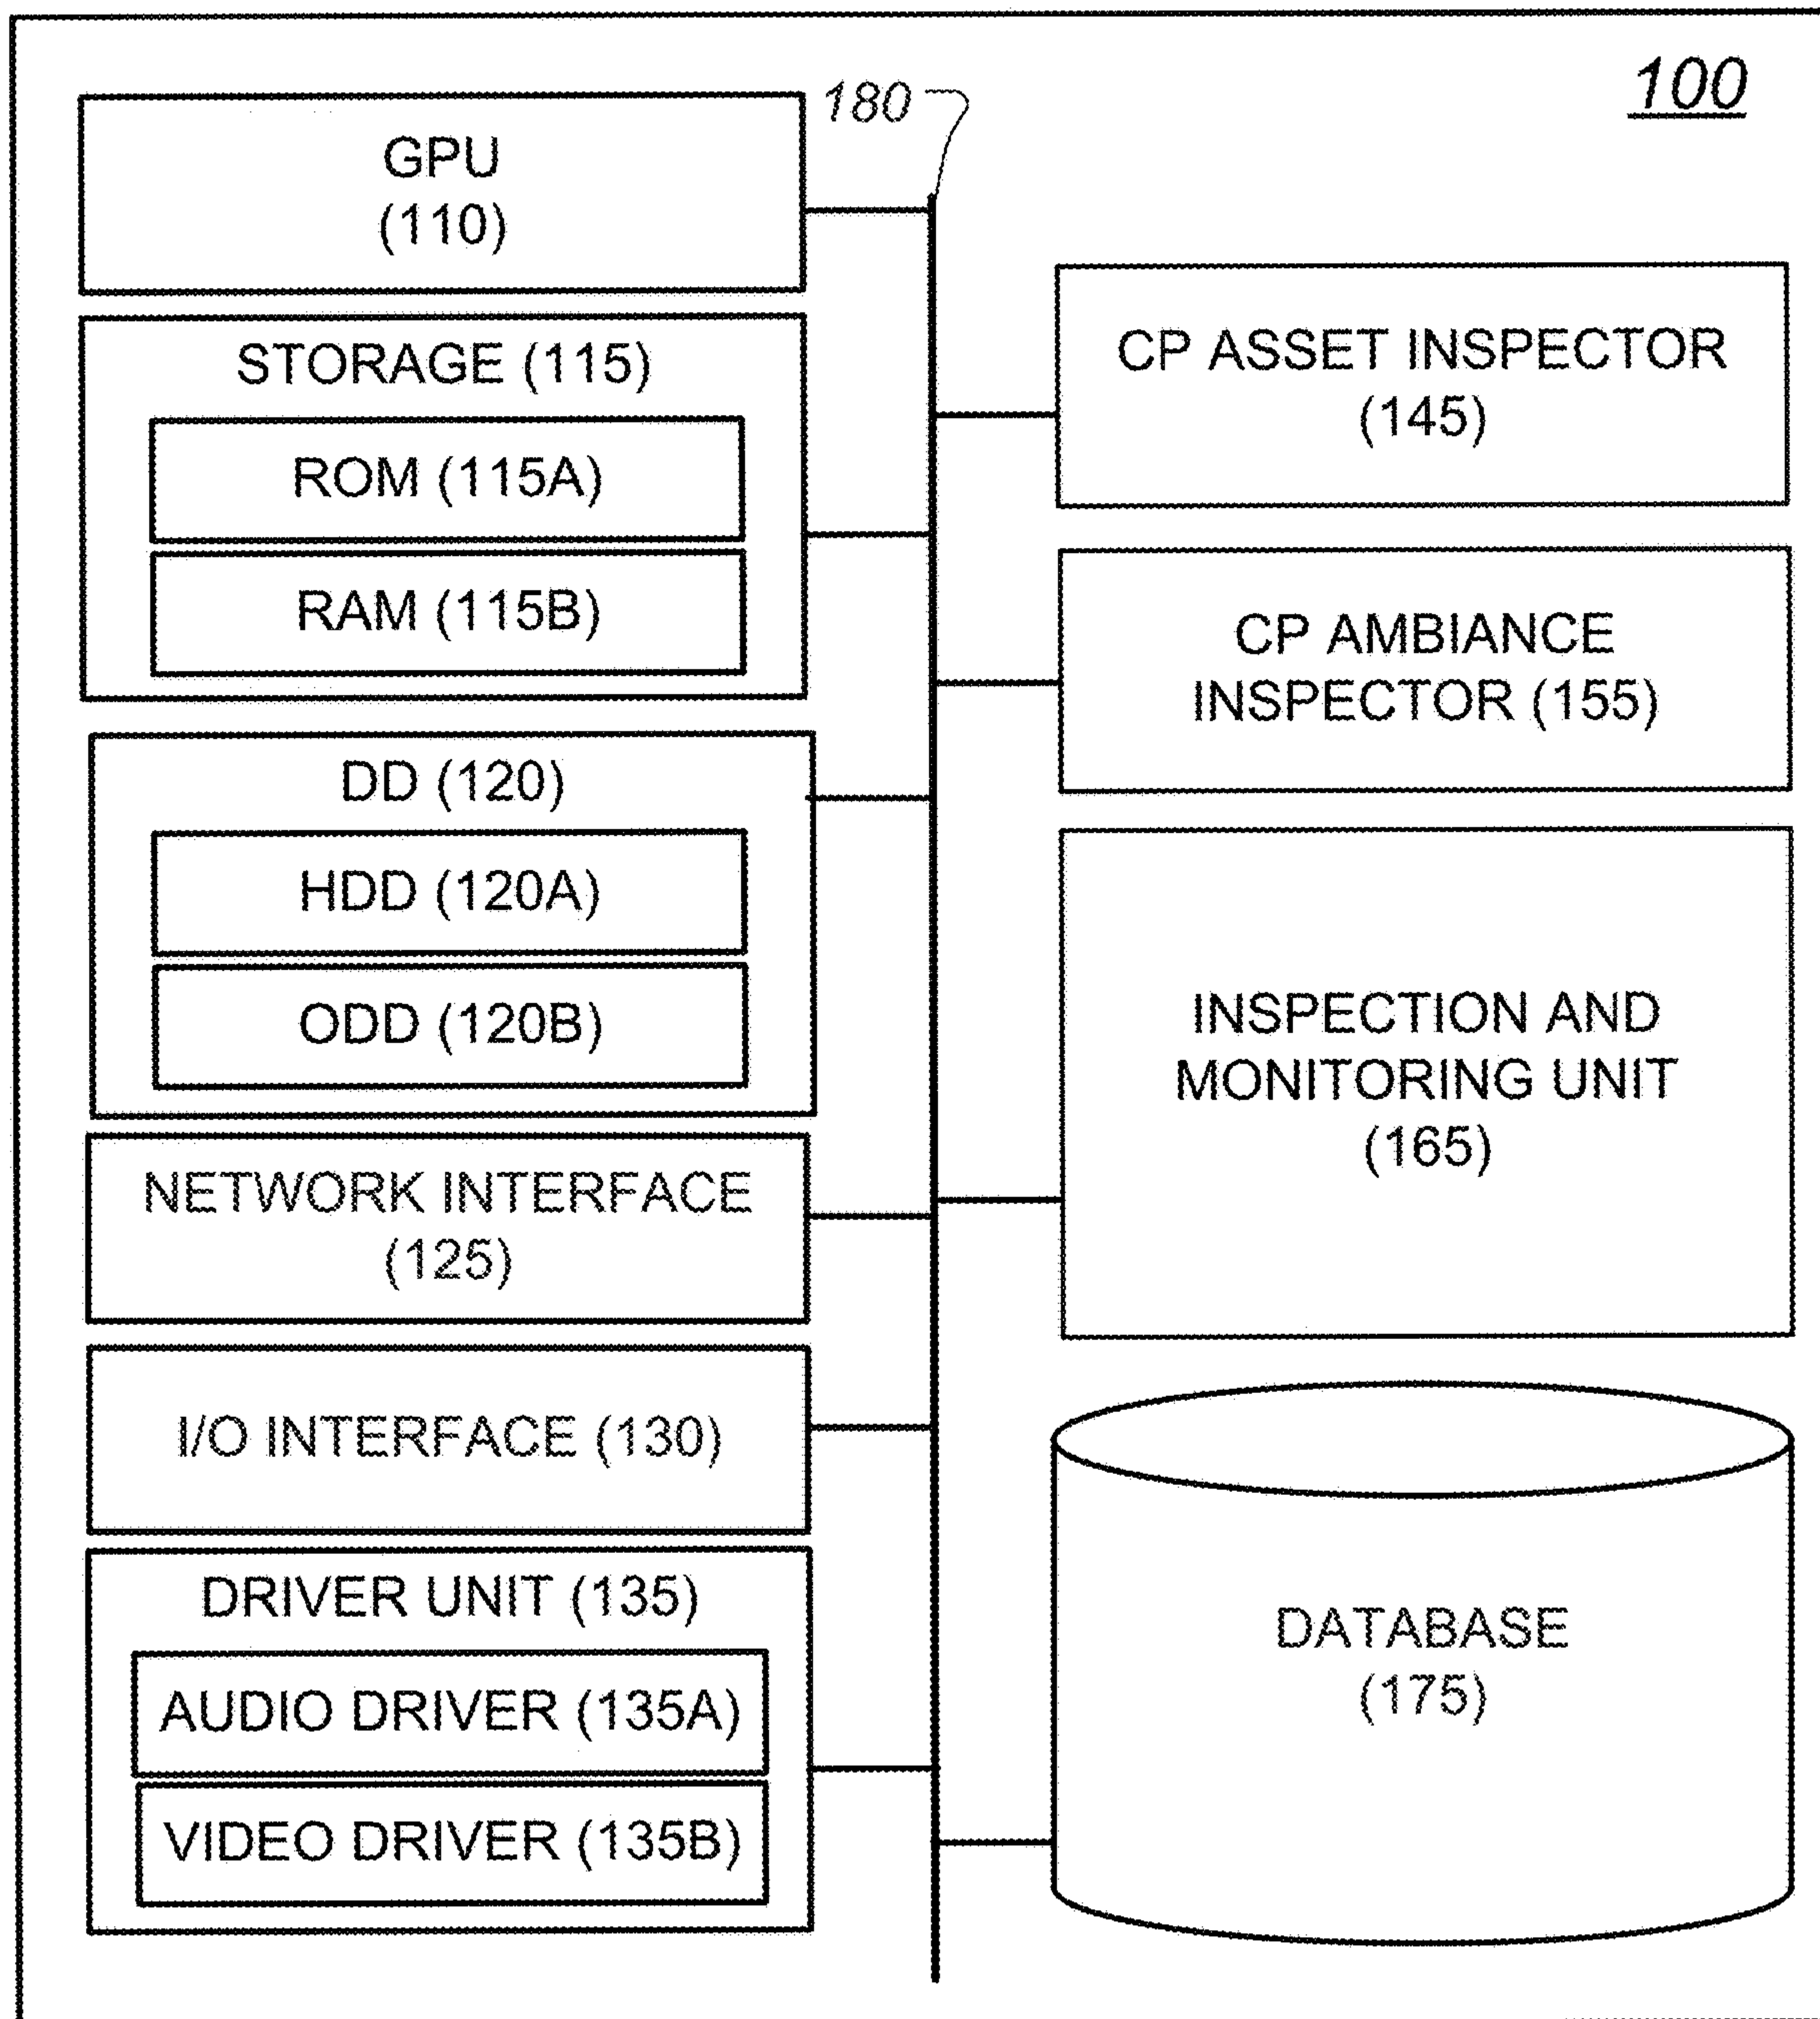 100
180
GPU
(110)
STORAGE (115)
ROM (115A)
RAM (115B)
DD (120)
HDD (120A)
ODD (120B)
NETWORK INTERFACE
(125)
I/O INTERFACE (130)
DRIVER UNIT (135)
AUDIO DRIVER (135A)
VIDEO DRIVER (135B)
CP ASSET INSPECTOR
(145)
CP AMBIANCE
INSPECTOR (155)
INSPECTION AND
MONITORING UNIT
(165)
DATABASE
(175)